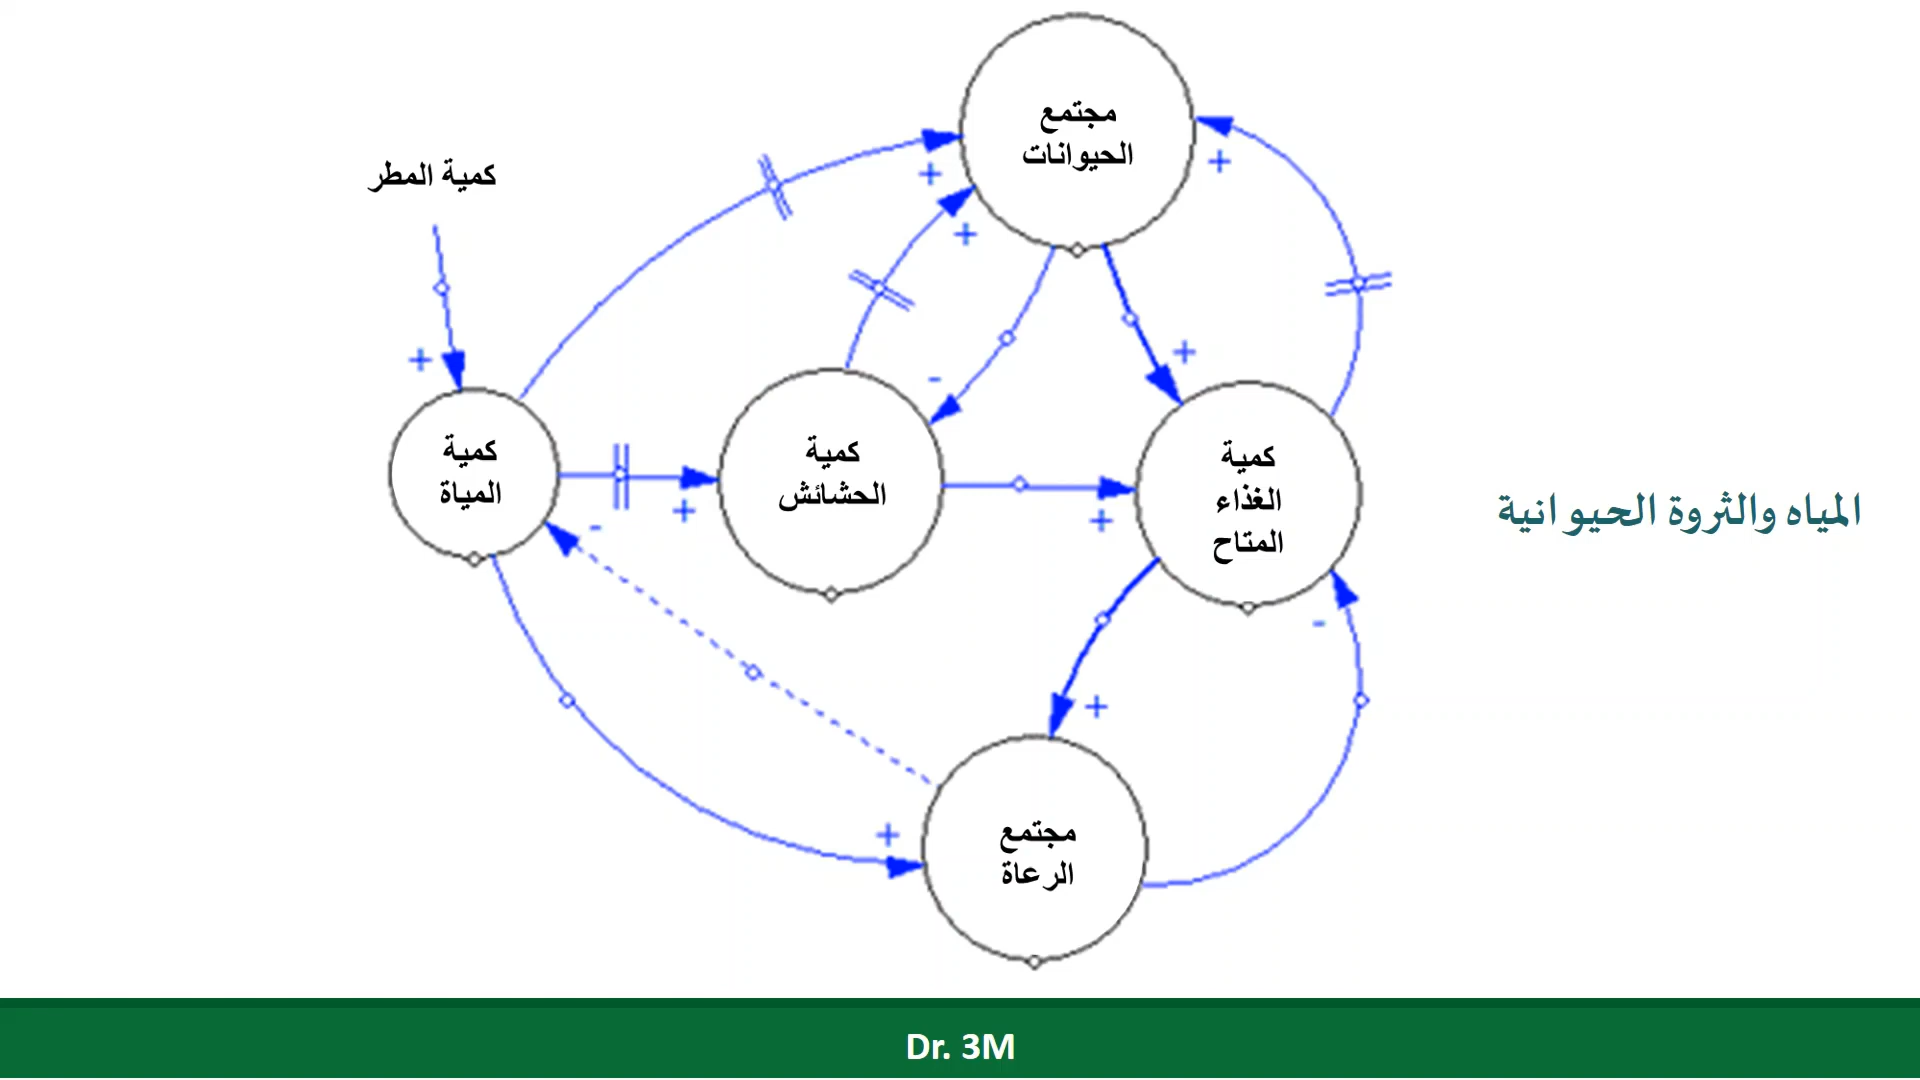 مجتمع
الحيوانات
+
+
+
كمية المطر
+
+
-
كمية
المياة
كمية
الحشائش
كمية
الغذاء
المتاح
المياه والثروة الحيوانية
+
+
-
-
+
+
مجتمع
الرعاة
Dr. 3M